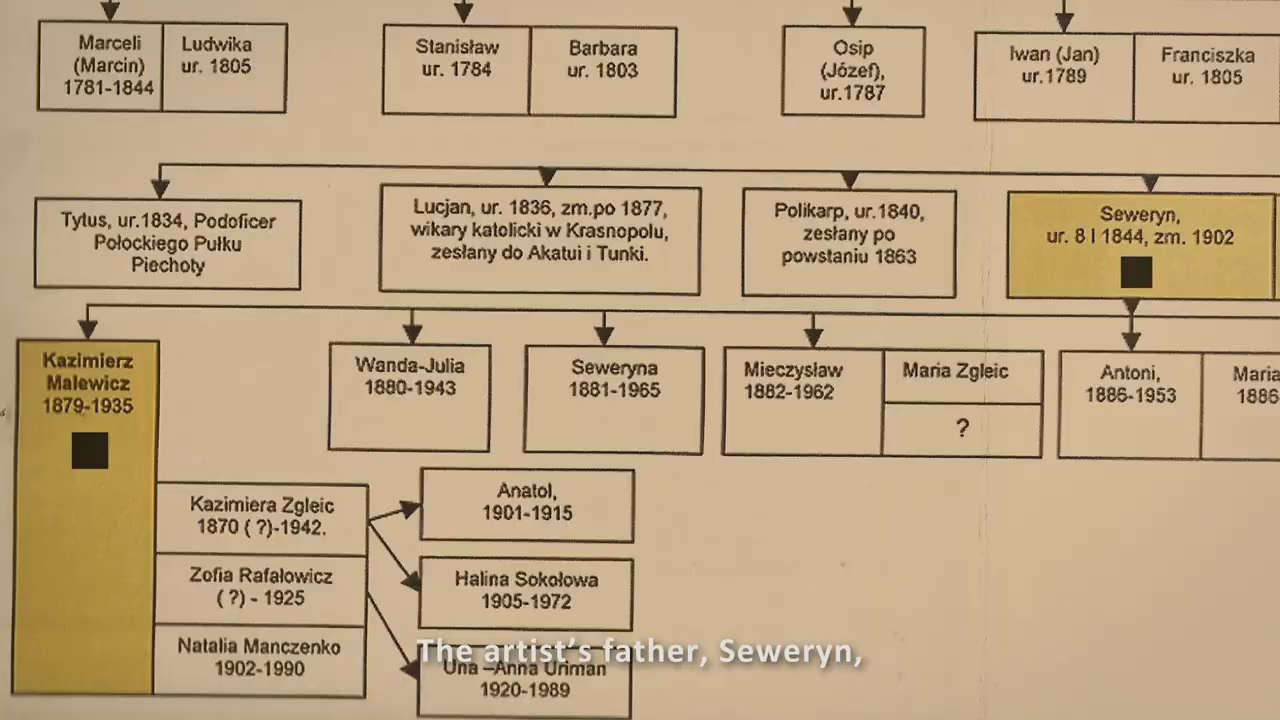 Marceli
(Marcin)
1781-1844
Ludwika
ur. 1805
Stanisław
ur. 1784
Barbara
ur. 1803
Osip
(Józef),
ur.1787
Iwan (Jan)
ur.1789
Franciszka
ur. 1805
Tytus, ur.1834, Podoficer
Połockiego Pułku
Piechoty
Lucjan, ur. 1836, zm.po 1877,
wikary katolicki w Krasnopolu,
zesłany do Akatui i Tunki.
Polikarp, ur.1840,
zesłany po
powstaniu 1863
Seweryn,
ur. 8 I 1844, zm. 1902
Kazimierz
Malewicz
1879-1935
Wanda-Julia
1880-1943
Seweryna
1881-1965
Mieczysław
1882-1962
Maria Zgleic
?
Antoni,
1886-1953
Maria
1886
Kazimiera Zgleic
1870 ( ?)-1942.
Zofia Rafałowicz
( ?) - 1925
Natalia Manczenko
1902-1990
Anatol,
1901-1915
Halina Sokołowa
1905-1972
Una –Anna Uriman
1920-1989
The artist's father, Seweryn,